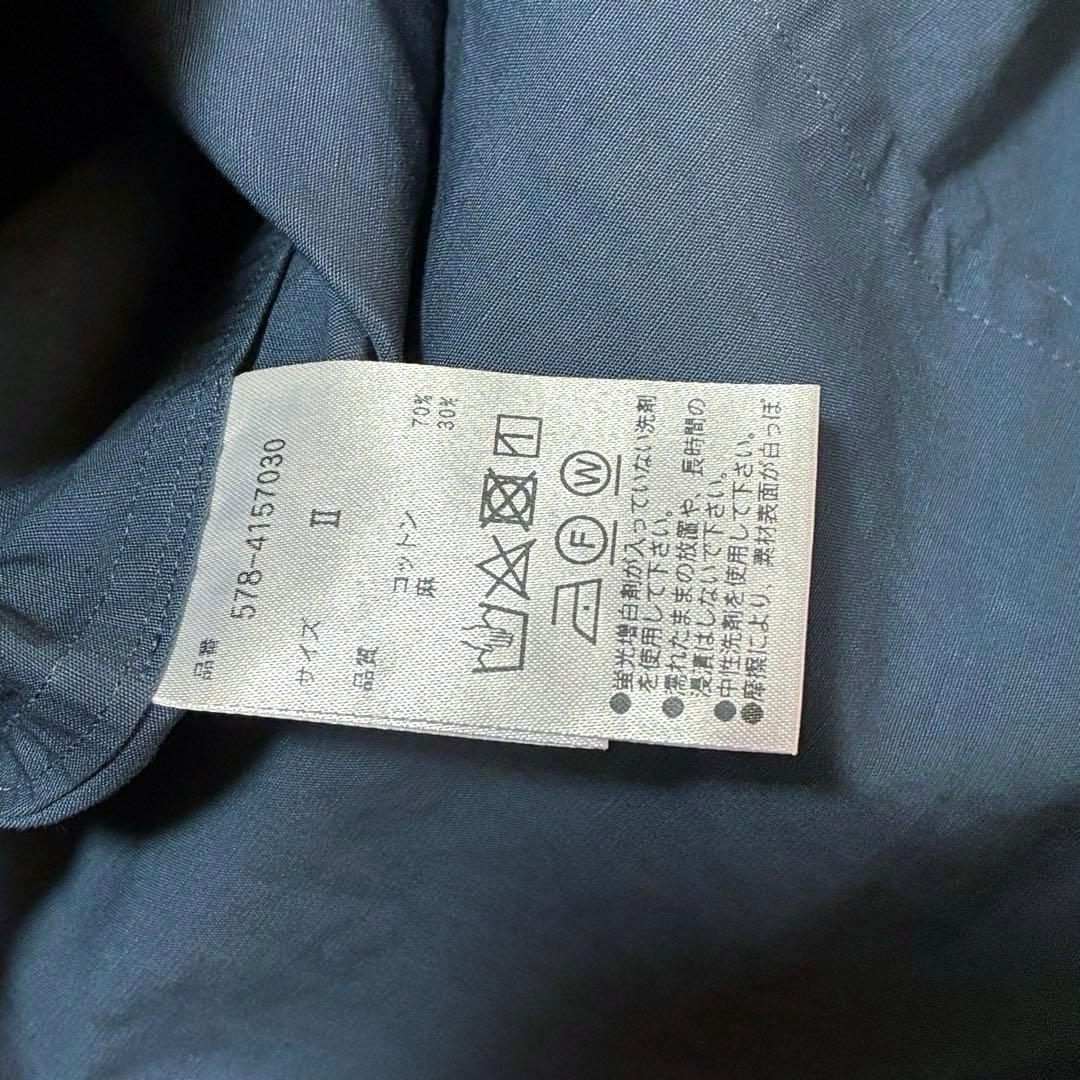 品番
578-4157030
サイズ II
品質 コットン 70%
麻 30%
F W
●蛍光増白剤が入っていない洗剤
を使用して下さい。
●濡れたままの放置や、長時間の
浸漬はしないで下さい。
●中性洗剤を使用して下さい。
●摩擦により、素材表面が白っぽ